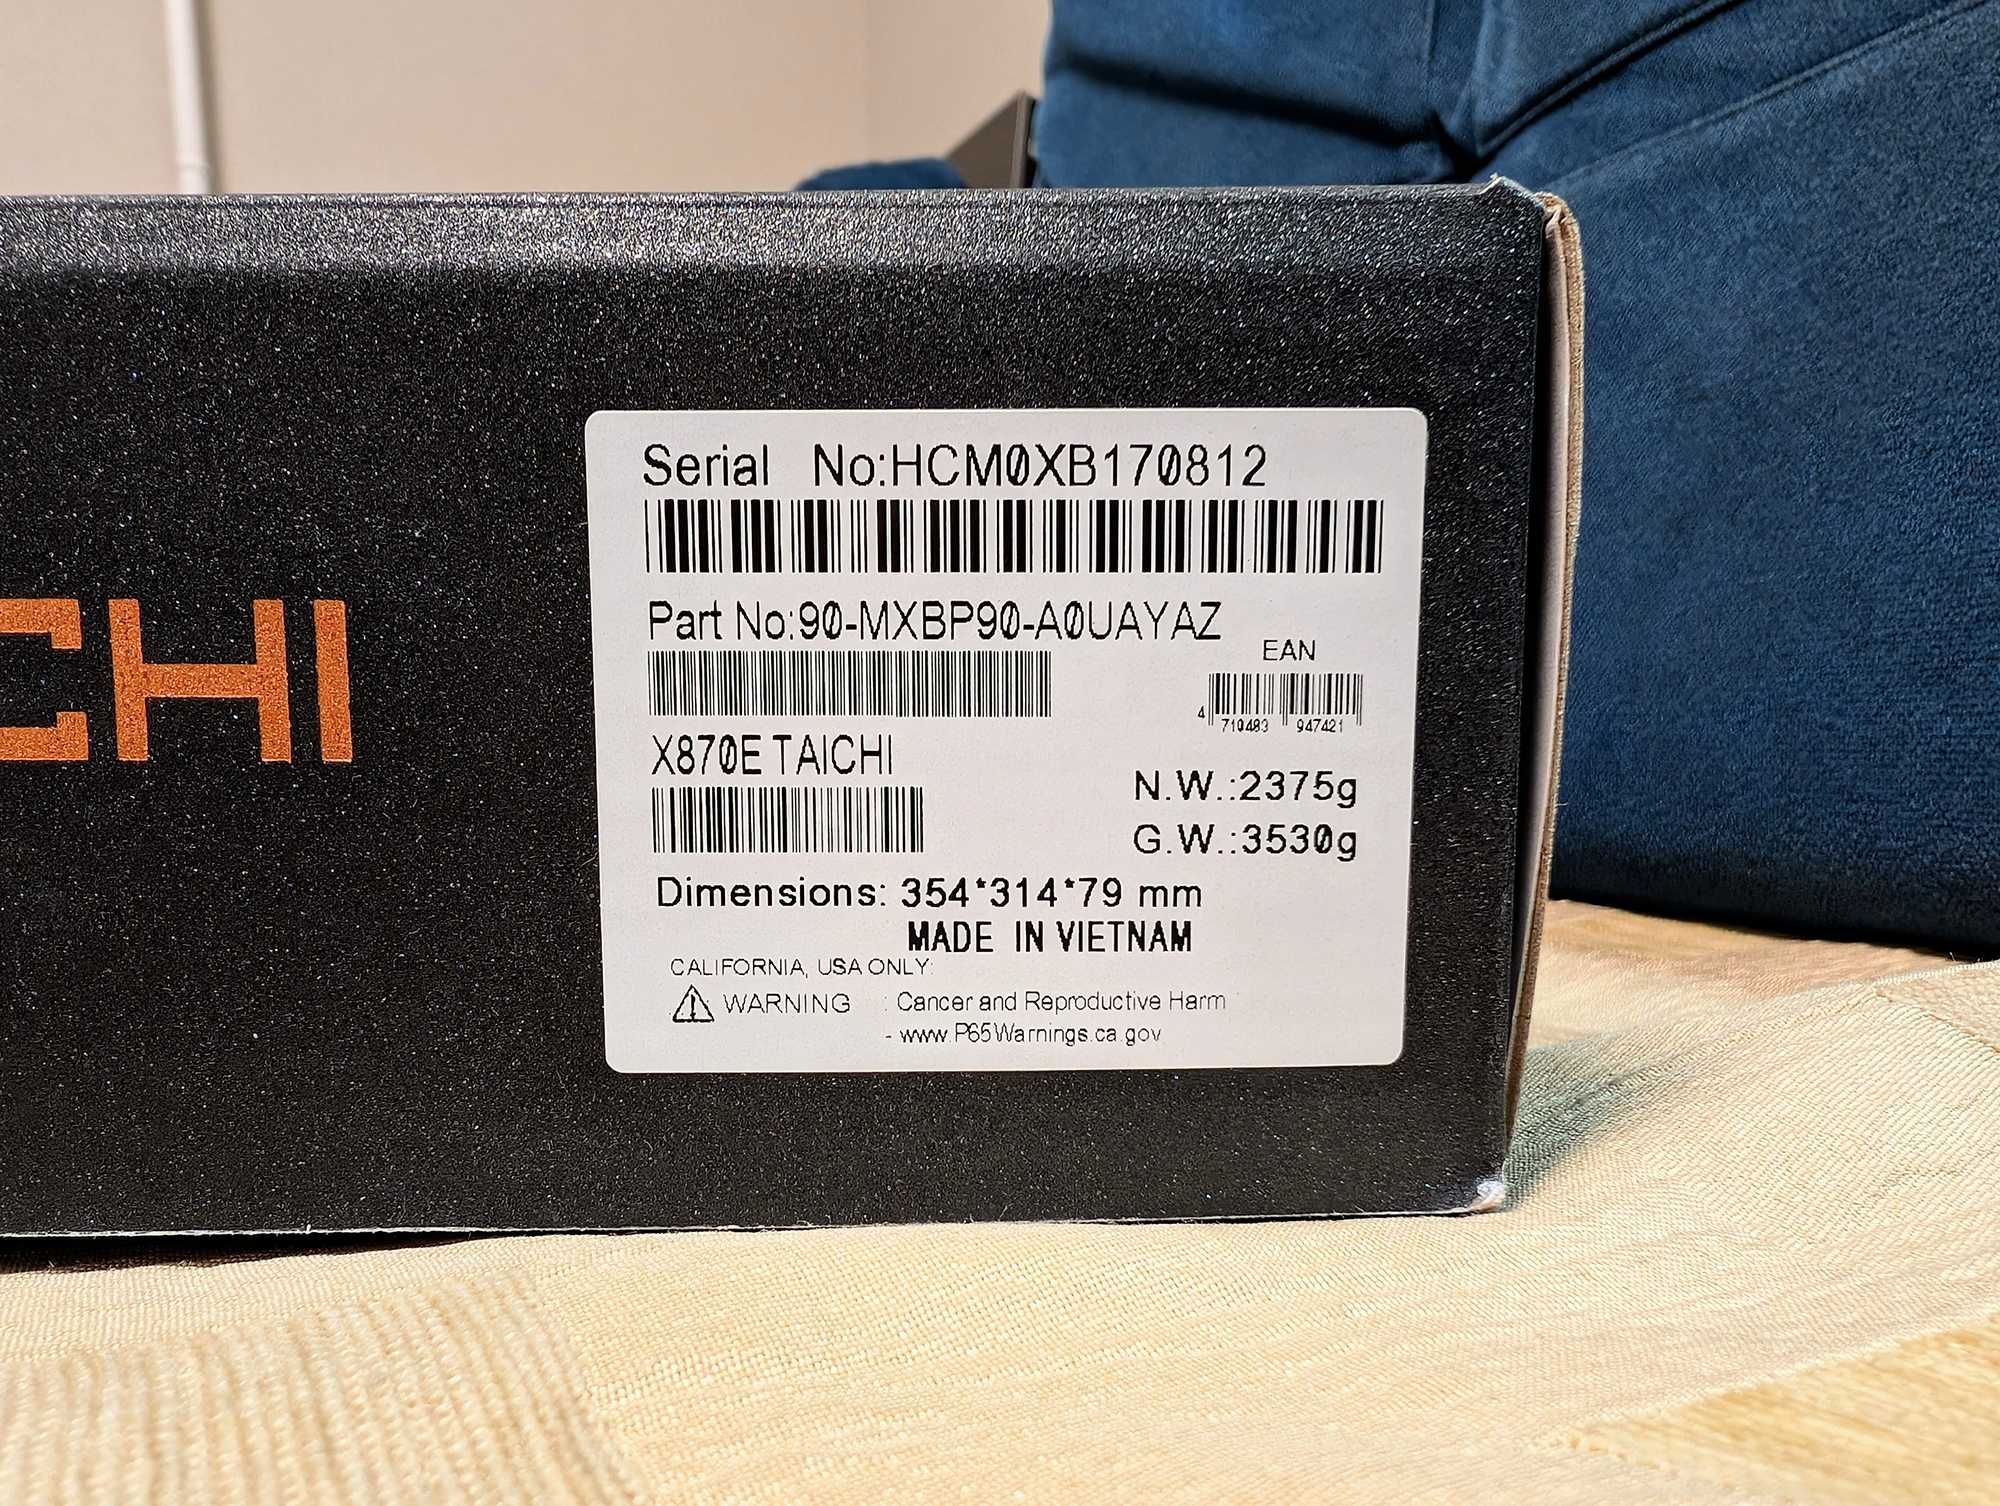 CHI
Serial No:HCM0XB170812
Part No:90-MXBP90-A0UAYAZ
EAN
4 710483 947421
X870E TAICHI
N.W.:2375g
G.W.:3530g
Dimensions: 354*314*79 mm
MADE IN VIETNAM
CALIFORNIA, USA ONLY:
WARNING : Cancer and Reproductive Harm
- www.P65Warnings.ca.gov